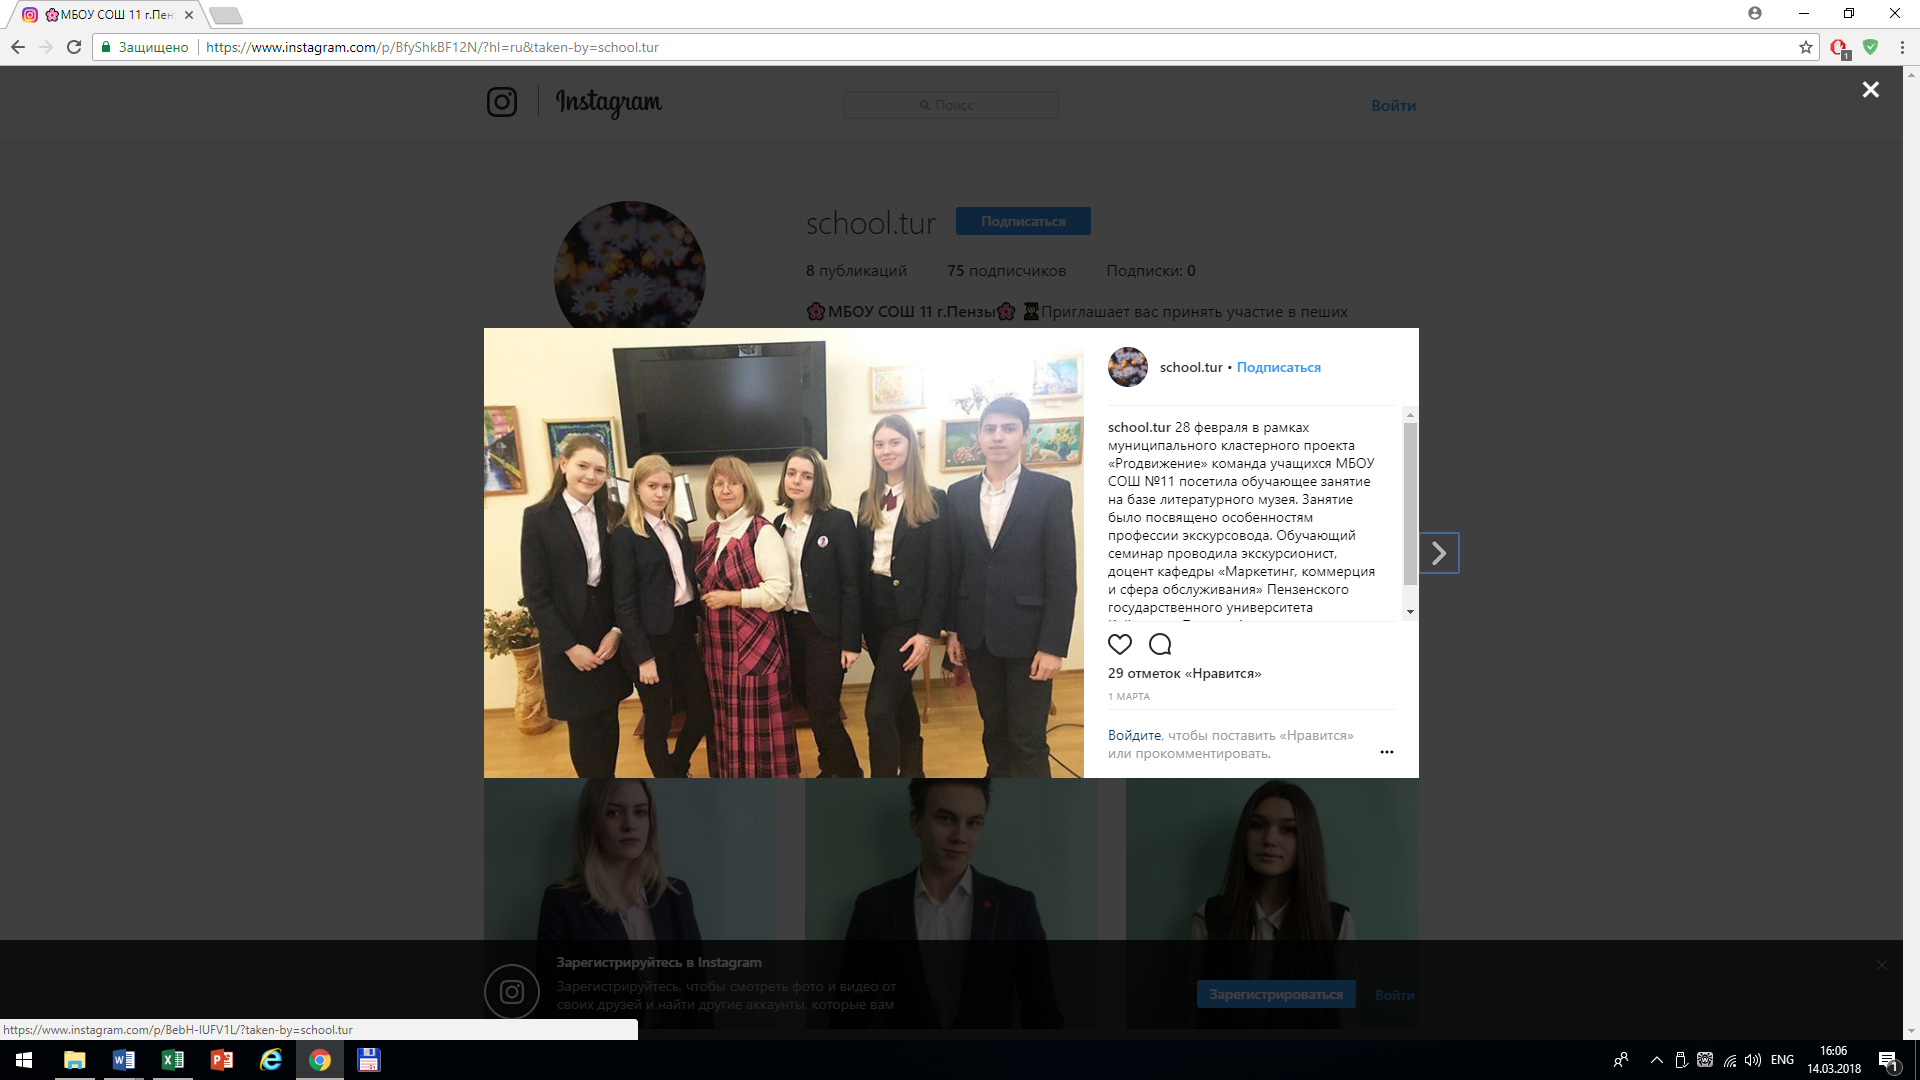 МБОУ СОШ 11 г.Пен
Защищено
https://www.instagram.com/p/BfyShkBF12N/?hl=ru&taken-by=school.tur
1
Instagram
Поиск
Войти
school.tur
Подписаться
8 публикаций
75 подписчиков
Подписки: 0
МБОУ СОШ 11 г.Пензы Приглашает вас принять участие в пеших
school.tur • Подписаться
school.tur 28 февраля в рамках
муниципального кластерного проекта
«Proдвижение» команда учащихся МБОУ
СОШ №11 посетила обучающее занятие
на базе литературного музея. Занятие
было посвящено особенностям
профессии экскурсовода. Обучающий
семинар проводила экскурсионист,
доцент кафедры «Маркетинг, коммерция
и сфера обслуживания» Пензенского
государственного университета
29 отметок «Нравится»
1 МАРТА
Войдите, чтобы поставить «Нравится»
или прокомментировать.
Зарегистрируйтесь в Instagram
Зарегистрируйтесь, чтобы смотреть фото и видео от
своих друзей и найти другие аккаунты, которые вам
Зарегистрироваться
Войти
https://www.instagram.com/p/BebH-IUFV1L/?taken-by=school.tur
ENG
16:06
14.03.2018
1